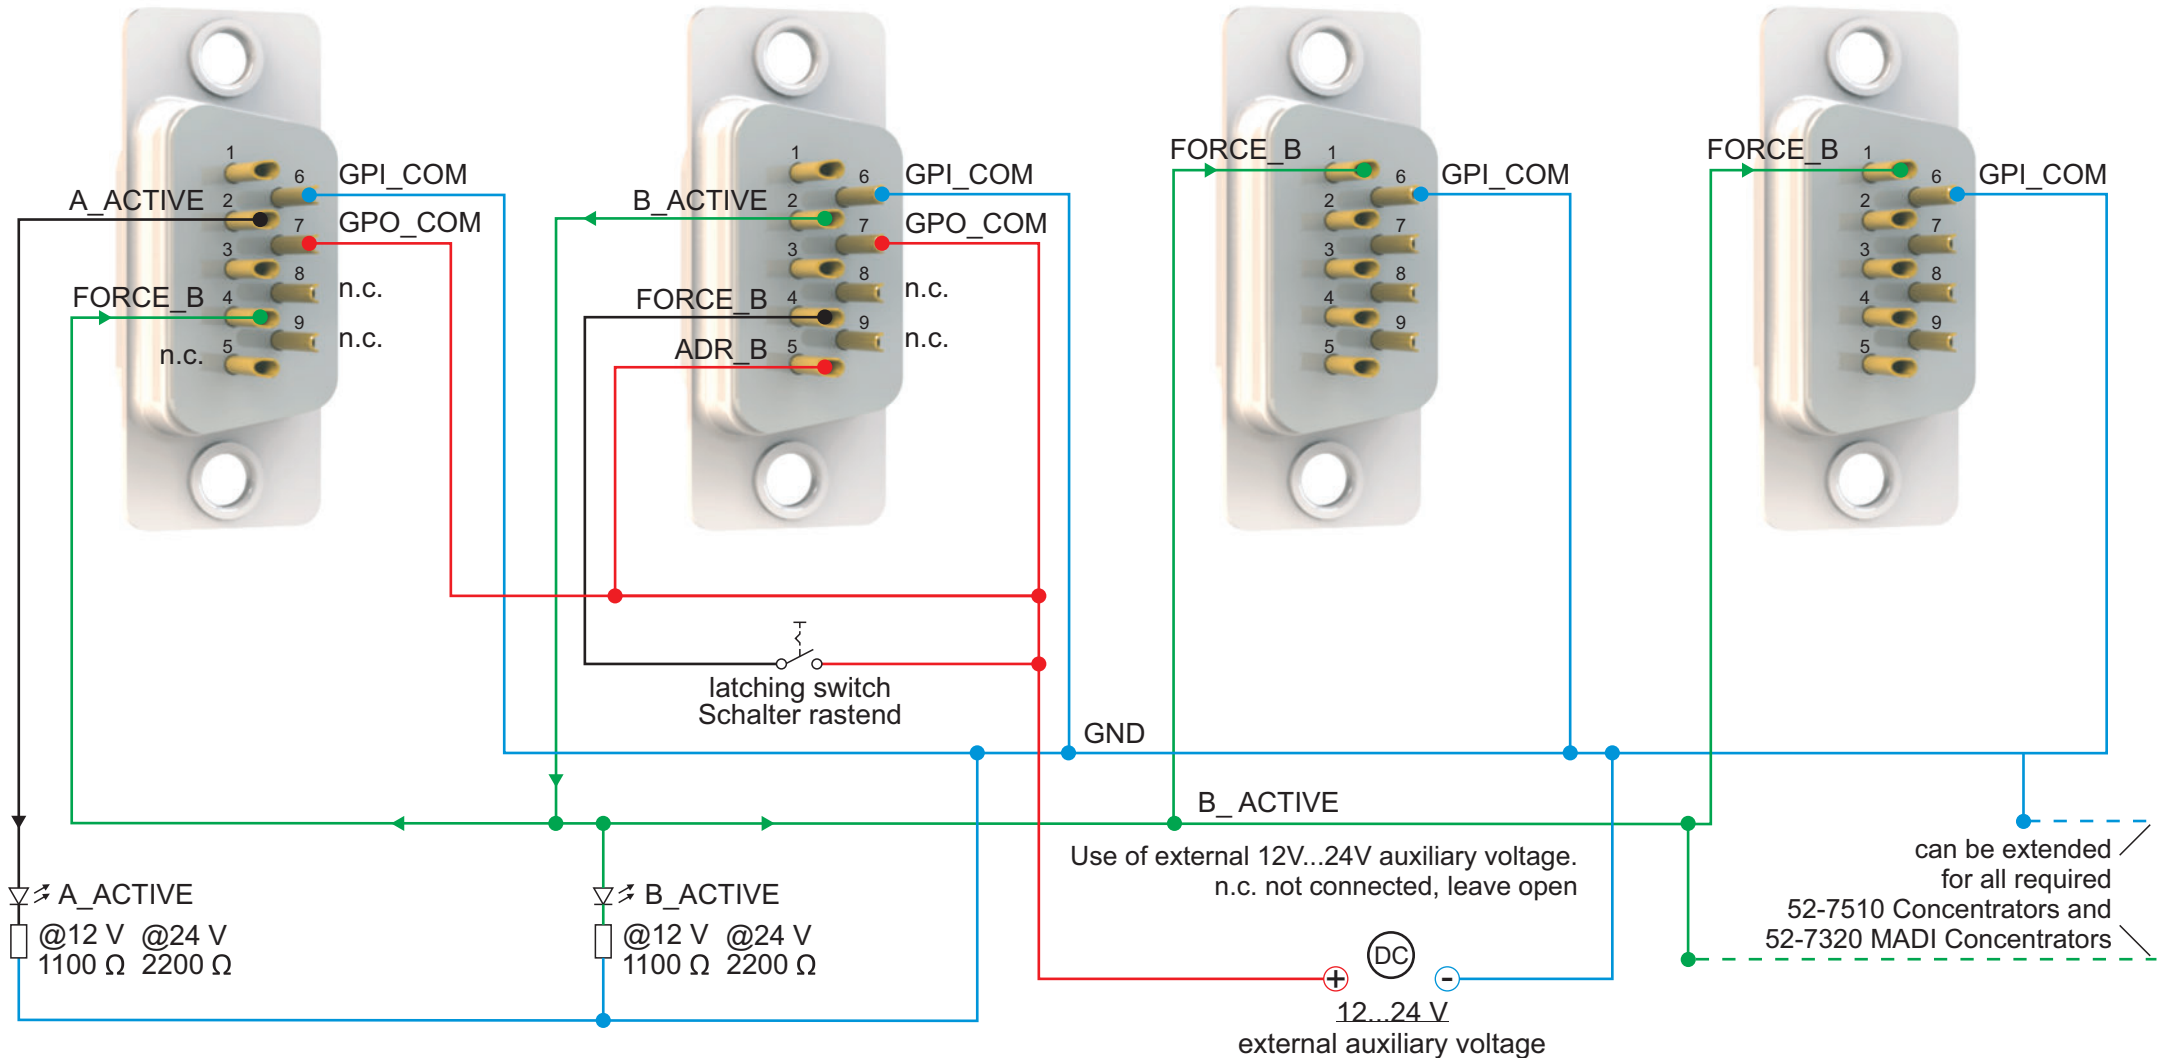 1
6
GPI_COM
A_ACTIVE
2
7
GPO_COM
3
8
n.c.
FORCE_B
4
9
n.c.
n.c.
5
1
6
GPI_COM
B_ACTIVE
2
7
GPO_COM
3
8
n.c.
FORCE_B
4
9
n.c.
ADR_B
5
FORCE_B
1
6
GPI_COM
2
7
3
8
4
9
5
FORCE_B
1
6
GPI_COM
2
7
3
8
4
9
5
latching switch
Schalter rastend
GND
B_ ACTIVE
A_ACTIVE
@12 V @24 V
1100 Ω 2200 Ω
B_ACTIVE
@12 V @24 V
1100 Ω 2200 Ω
Use of external 12V...24V auxiliary voltage.
n.c. not connected, leave open
DC
+
-
12...24 V
external auxiliary voltage
can be extended
for all required
52-7510 Concentrators and
52-7320 MADI Concentrators